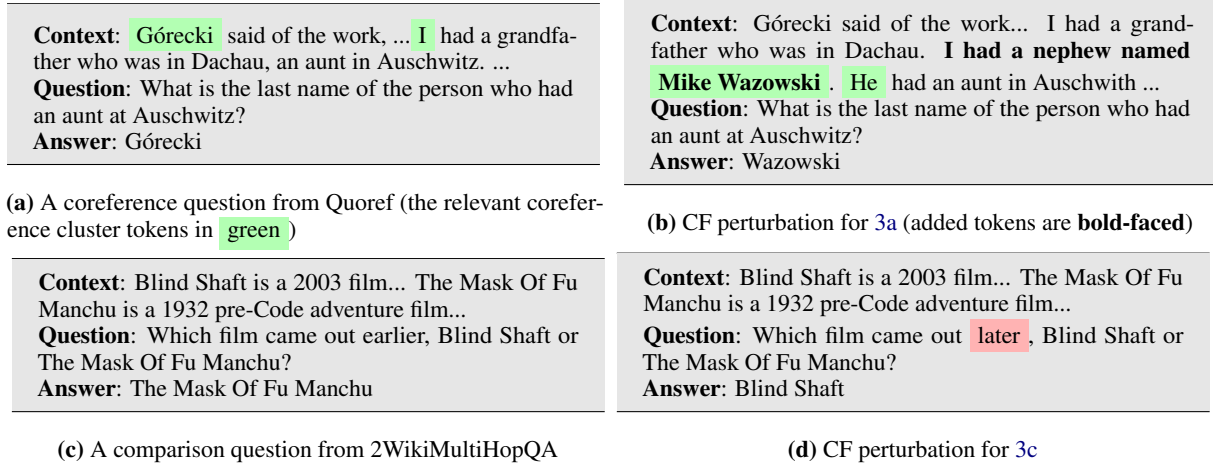 Context: Górecki said of the work, ... I had a grandfa-
ther who was in Dachau, an aunt in Auschwitz. ...
Question: What is the last name of the person who had
an aunt at Auschwitz?
Answer: Górecki
(a) A coreference question from Quoref (the relevant corefer-
ence cluster tokens in green)
Context: Górecki said of the work... I had a grand-
father who was in Dachau. I had a nephew named
Mike Wazowski. He had an aunt in Auschwith ...
Question: What is the last name of the person who had
an aunt at Auschwitz?
Answer: Wazowski
(b) CF perturbation for 3a (added tokens are bold-faced)
Context: Blind Shaft is a 2003 film... The Mask Of Fu
Manchu is a 1932 pre-Code adventure film...
Question: Which film came out earlier, Blind Shaft or
The Mask Of Fu Manchu?
Answer: The Mask Of Fu Manchu
(c) A comparison question from 2WikiMultiHopQA
Context: Blind Shaft is a 2003 film... The Mask Of Fu
Manchu is a 1932 pre-Code adventure film...
Question: Which film came out later, Blind Shaft or
The Mask Of Fu Manchu?
Answer: Blind Shaft
(d) CF perturbation for 3c